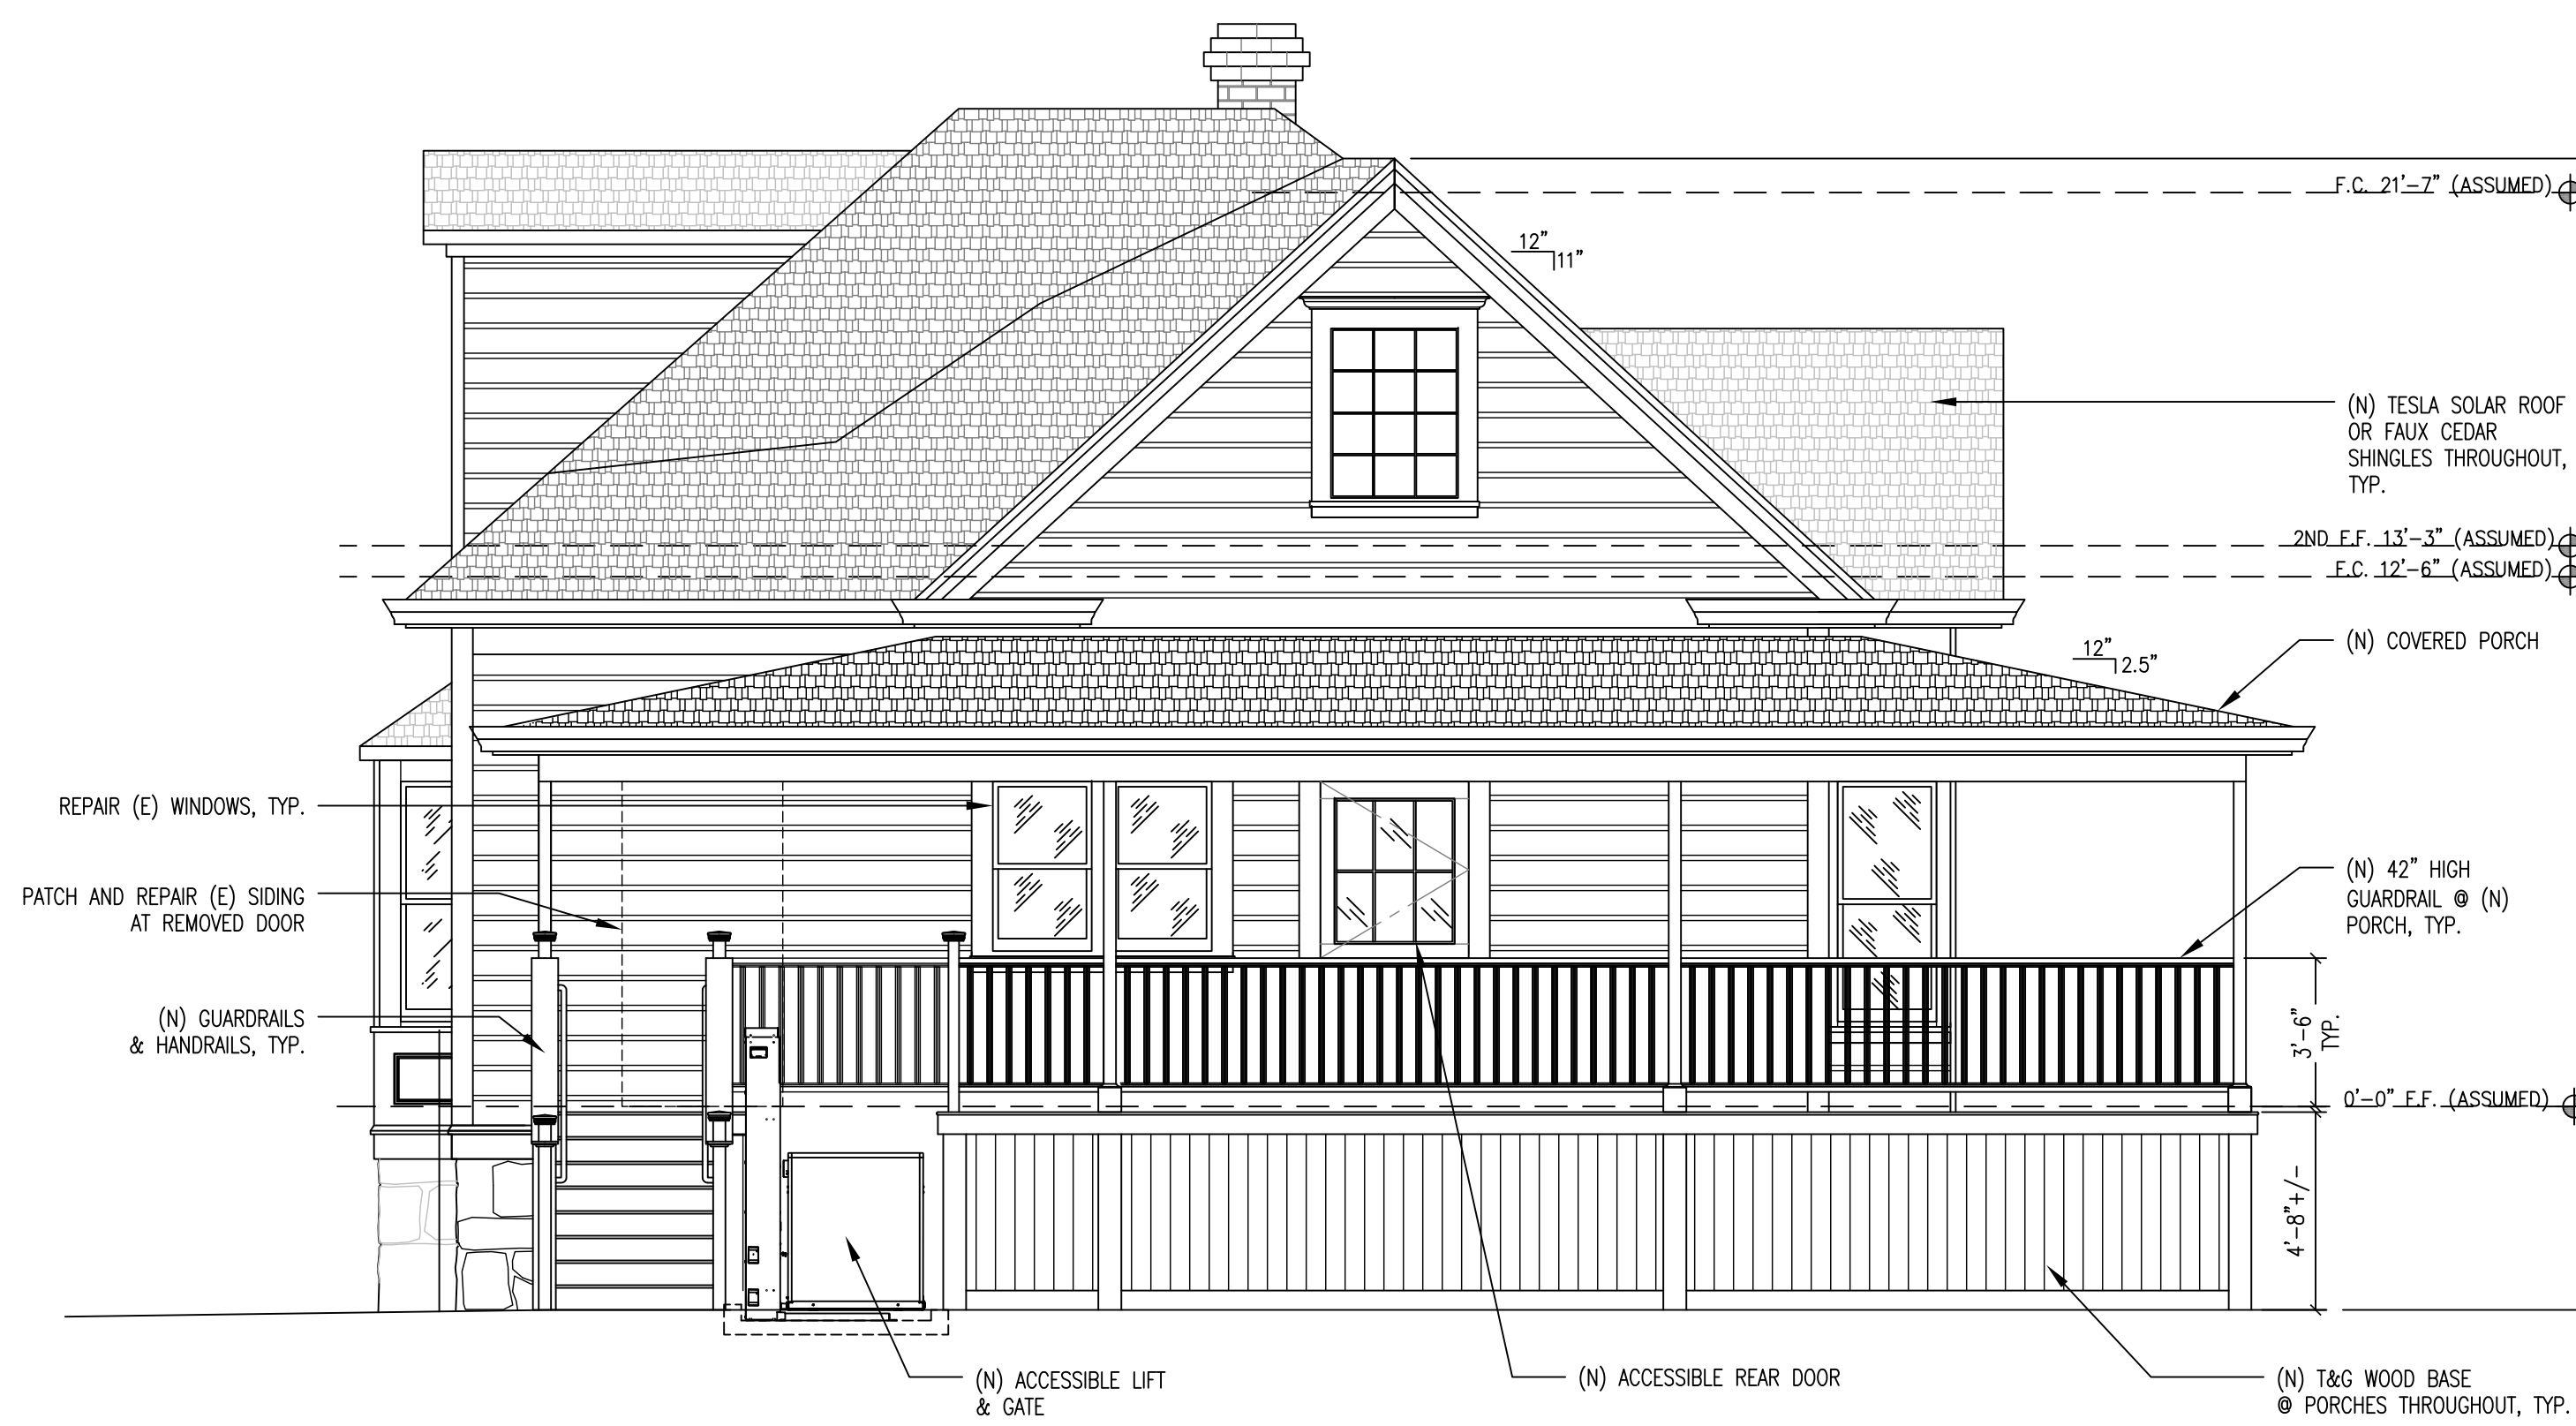 F.C. 21'-7" (ASSUMED)
12"
11"
(N) TESLA SOLAR ROOF
OR FAUX CEDAR
SHINGLES THROUGHOUT,
TYP.
2ND F.F. 13'-3" (ASSUMED)
F.C. 12'-6" (ASSUMED)
12"
2.5"
(N) COVERED PORCH
REPAIR (E) WINDOWS, TYP.
PATCH AND REPAIR (E) SIDING
AT REMOVED DOOR
(N) 42" HIGH
GUARDRAIL @ (N)
PORCH, TYP.
(N) GUARDRAILS
& HANDRAILS, TYP.
3'-6"
TYP.
0'-0" F.F. (ASSUMED)
4'-8"+/-
(N) ACCESSIBLE LIFT
& GATE
(N) ACCESSIBLE REAR DOOR
(N) T&G WOOD BASE
@ PORCHES THROUGHOUT, TYP.